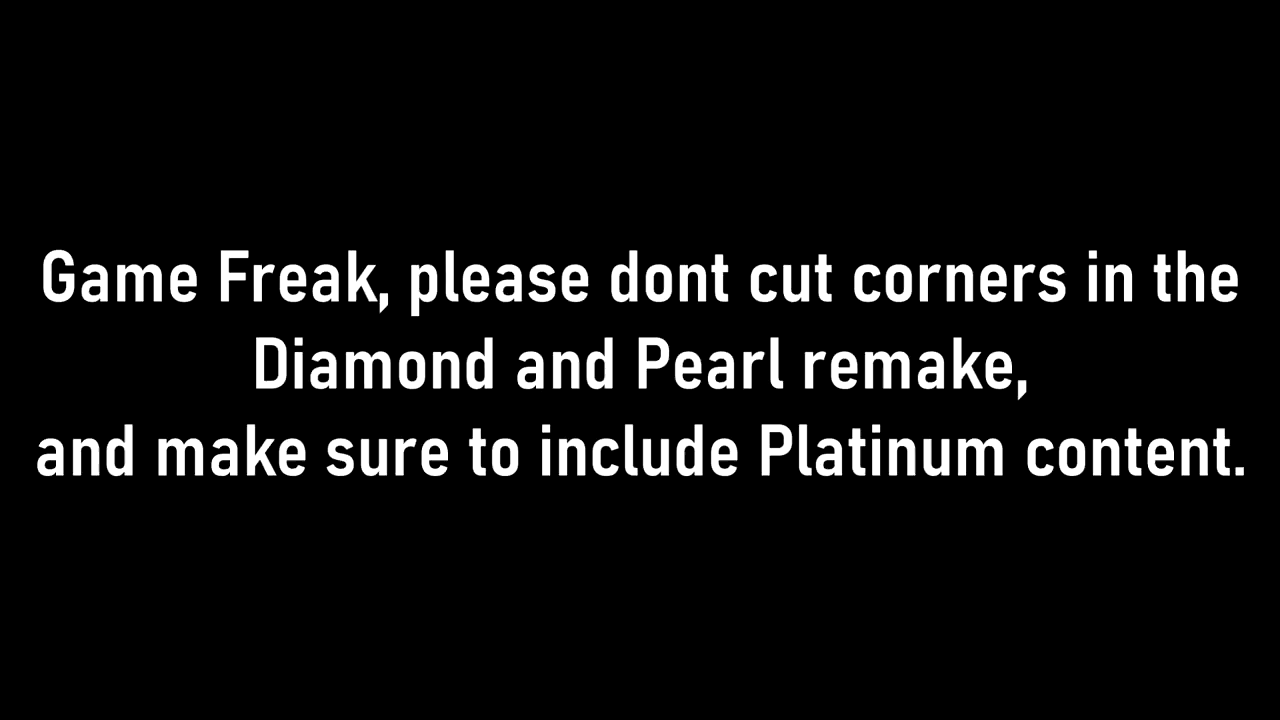 Game Freak, please dont cut corners in the
Diamond and Pearl remake,
and make sure to include Platinum content.